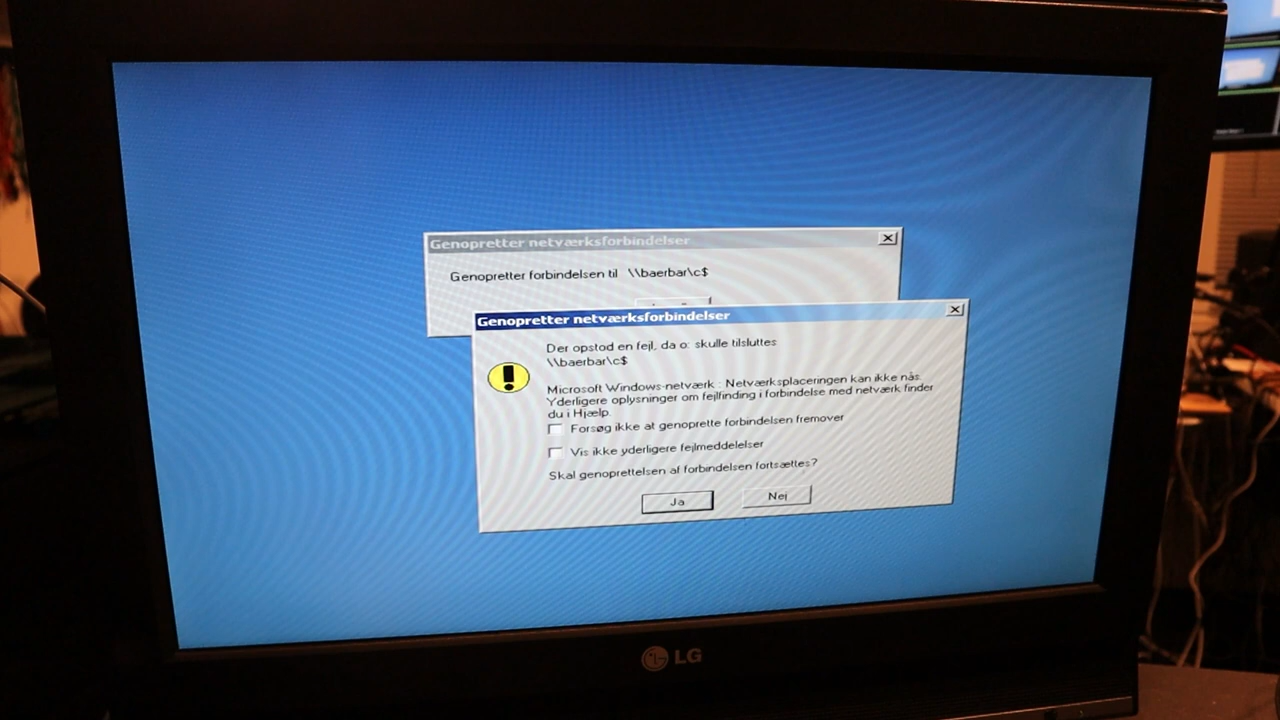 Genopretter netværksforbindelser
Genopretter forbindelsen til \\baerbar\c$
Genopretter netværksforbindelser
Der opstod en fejl, da o: skulle tilsluttes
\\baerbar\c$
Microsoft Windows-netværk : Netværksplaceringen kan ikke nås.
Yderligere oplysninger om fejlfinding i forbindelse med netværk finder
du i Hjælp.
Forsøg ikke at genoprette forbindelsen fremover
Vis ikke yderligere fejlmeddelelser
Skal genoprettelsen af forbindelsen fortsættes?
Ja
Nej
LG